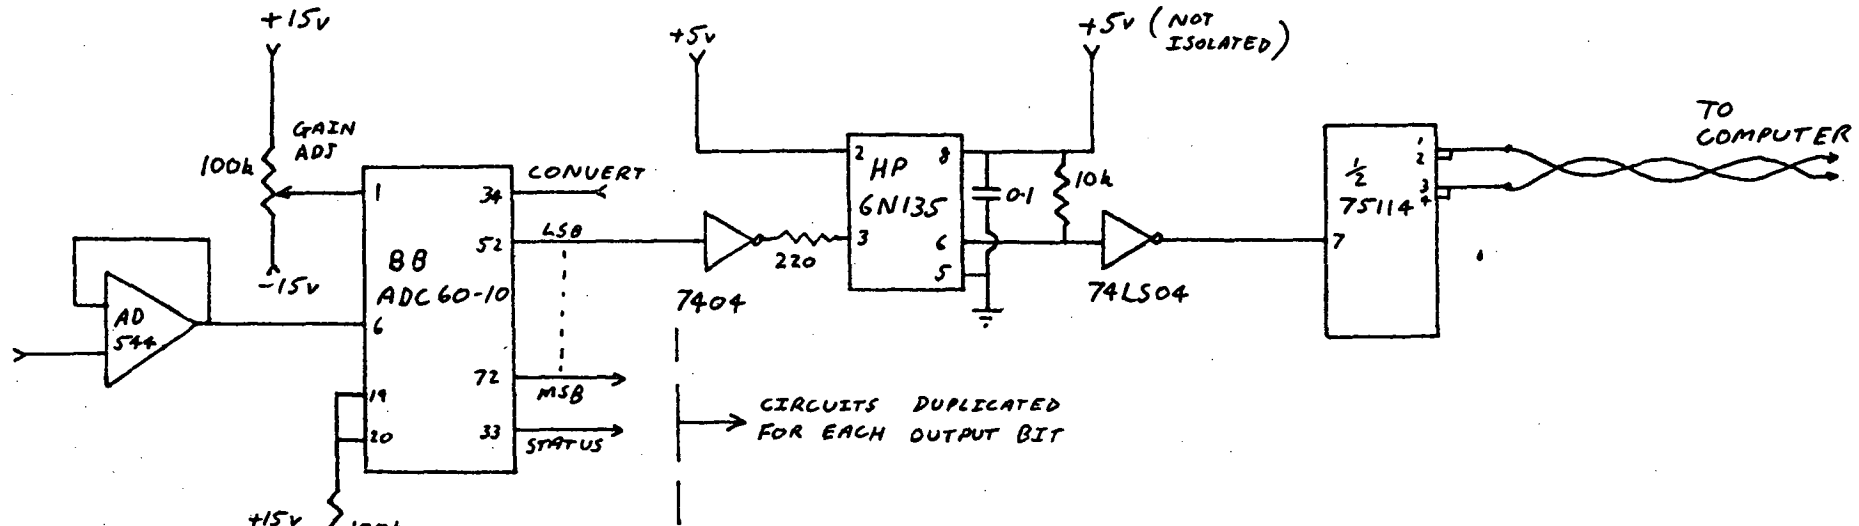 +15v
+5v
+5v (NOT ISOLATED)
GAIN ADJ
100k
1
34
CONVERT
52
LSB
BB
ADC60-10
6
AD
544
-15v
19
20
72
MSB
33
STATUS
7404
220
2
HP
6N135
3
8
6
5
0.1
10k
74LS04
1/2
75114
1
2
3
4
7
TO COMPUTER
CIRCUITS DUPLICATED
FOR EACH OUTPUT BIT
+15v